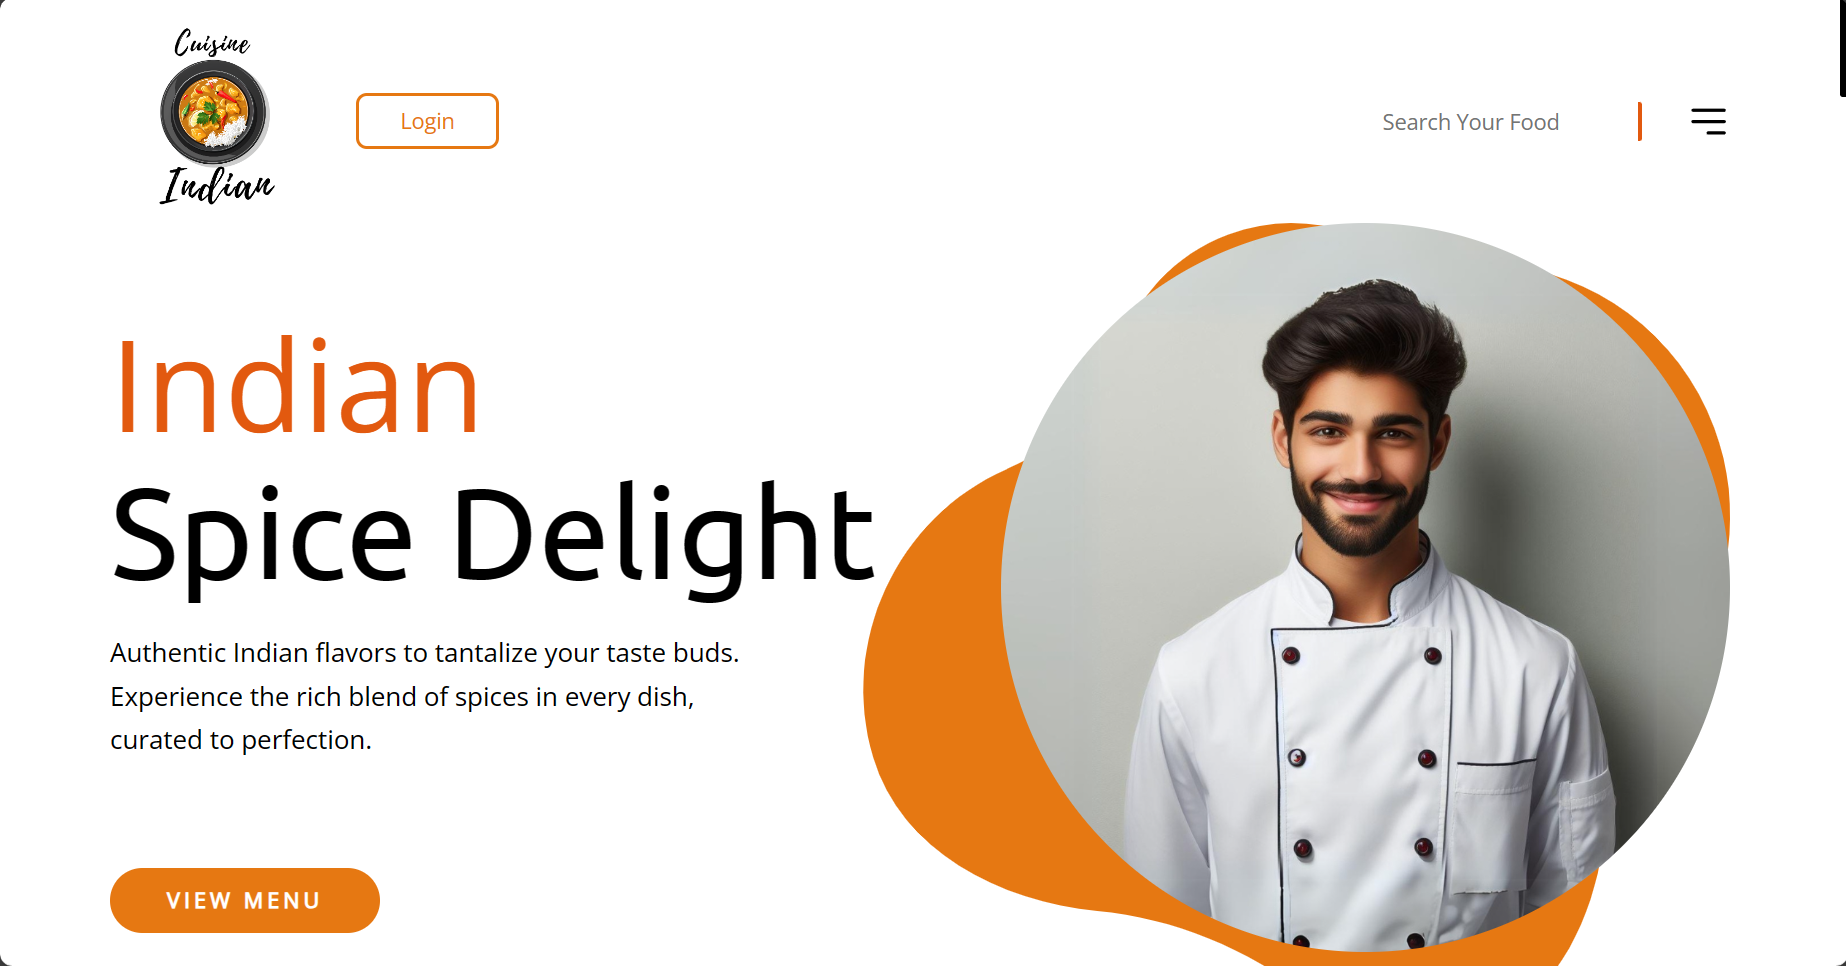 Cuisine
Indian
Login
Search Your Food
Indian
Spice Delight
Authentic Indian flavors to tantalize your taste buds.
Experience the rich blend of spices in every dish,
curated to perfection.
VIEW MENU